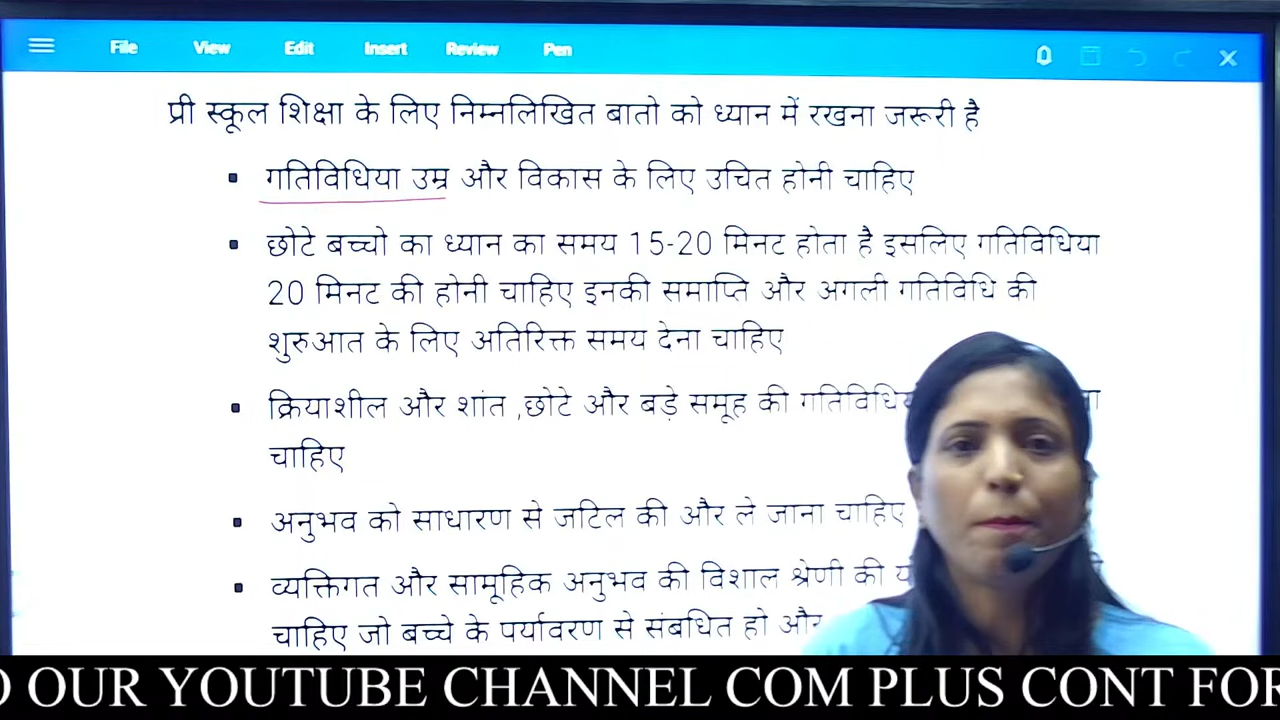 File View Edit Insert Review Pen
प्री स्कूल शिक्षा के लिए निम्नलिखित बातो को ध्यान में रखना जरूरी है
गतिविधिया उम्र और विकास के लिए उचित होनी चाहिए
छोटे बच्चो का ध्यान का समय 15-20 मिनट होता है इसलिए गतिविधिया
20 मिनट की होनी चाहिए इनकी समाप्ति और अगली गतिविधि की
शुरुआत के लिए अतिरिक्त समय देना चाहिए
क्रियाशील और शांत ,छोटे और बड़े समूह की
चाहिए
अनुभव को साधारण से जटिल की और ले जाना चाहिए
व्यक्तिगत और सामूहिक अनुभव की विशाल श्रेणी की
चाहिए जो बच्चे के पर्यावरण से संबधित हो और
OUR YOUTUBE CHANNEL COM PLUS CONT